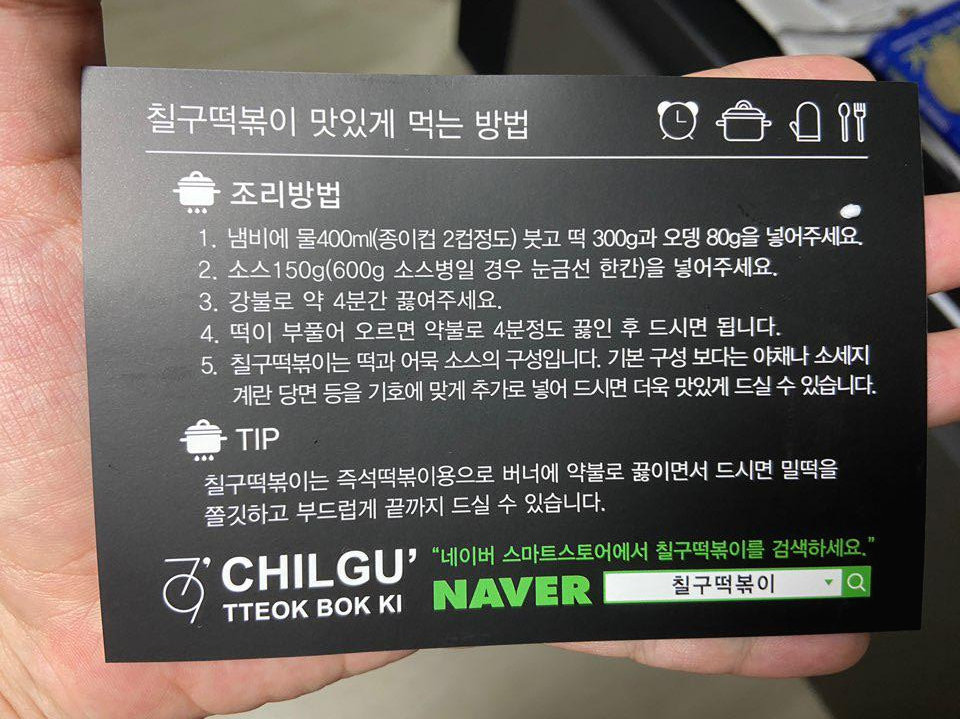 칠구떡볶이 맛있게 먹는 방법
조리방법
1. 냄비에 물400ml(종이컵 2컵정도) 붓고 떡 300g과 오뎅 80g을 넣어주세요.
2. 소스150g(600g 소스병일 경우 눈금선 한칸)을 넣어주세요.
3. 강불로 약 4분간 끓여주세요.
4. 떡이 부풀어 오르면 약불로 4분정도 끓인 후 드시면 됩니다.
5. 칠구떡볶이는 떡과 어묵 소스의 구성입니다. 기본 구성 보다는 야채나 소세지
계란 당면 등을 기호에 맞게 추가로 넣어 드시면 더욱 맛있게 드실 수 있습니다.
TIP
칠구떡볶이는 즉석떡볶이용으로 버너에 약불로 끓이면서 드시면 밀떡을
쫄깃하고 부드럽게 끝까지 드실 수 있습니다.
CHILGU’
TTEOK BOK KI
“네이버 스마트스토어에서 칠구떡볶이를 검색하세요.”
NAVER 칠구떡볶이